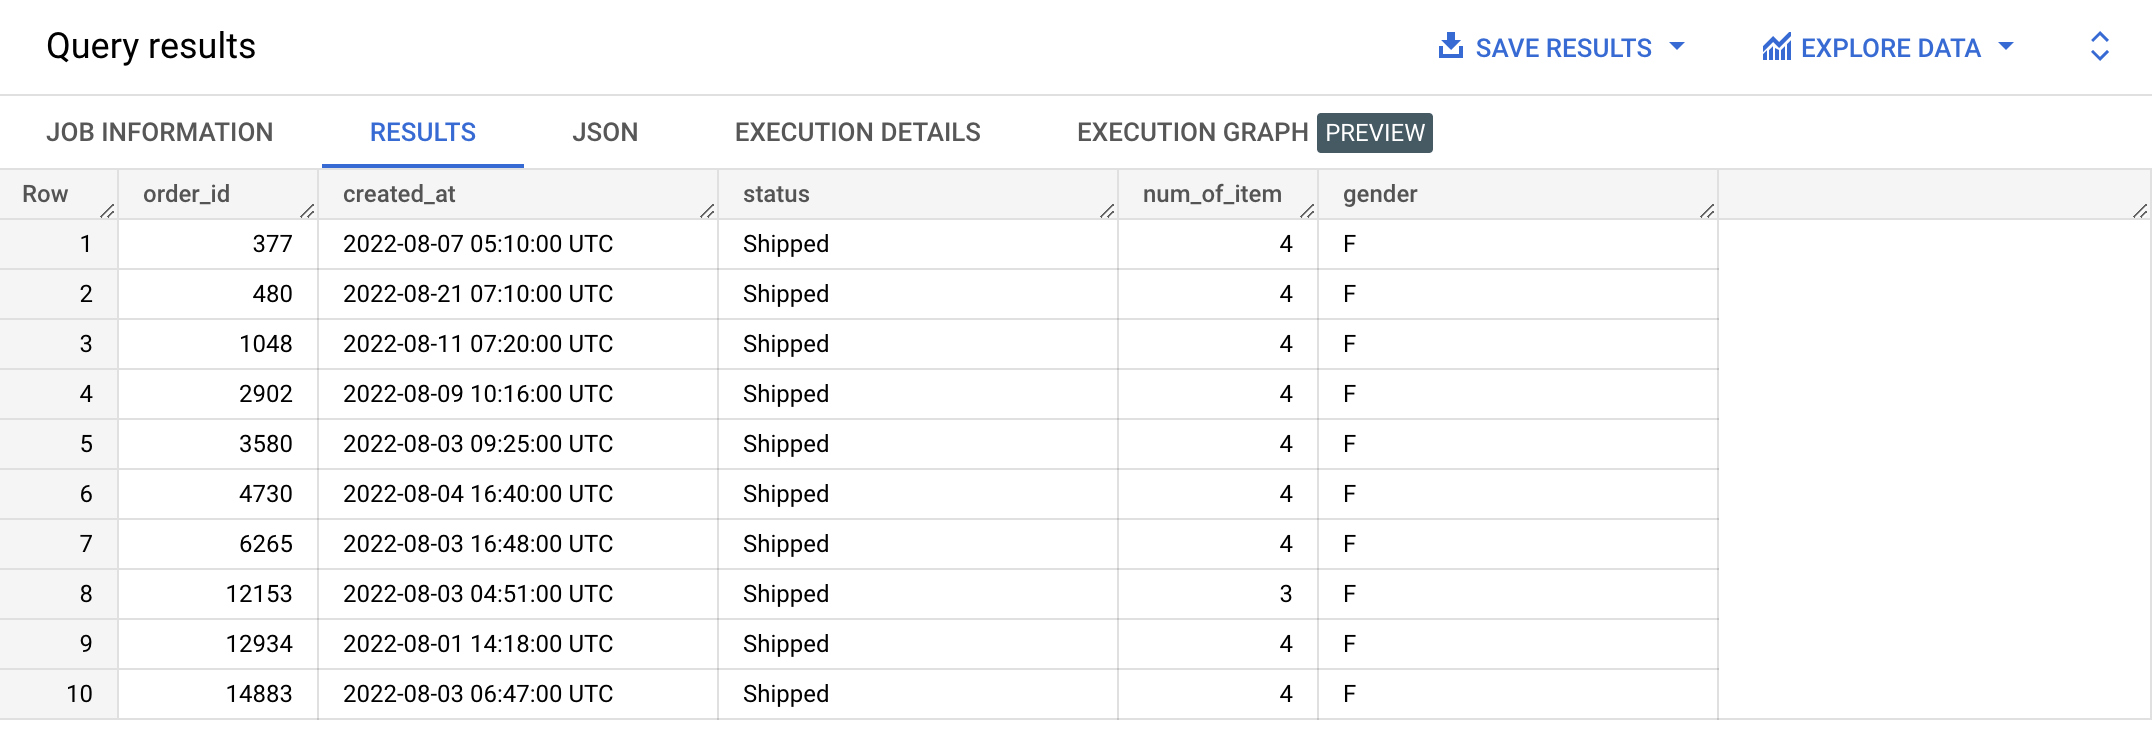 Query results SAVE RESULTS EXPLORE DATA
JOB INFORMATION RESULTS JSON EXECUTION DETAILS EXECUTION GRAPH PREVIEW
Row order_id created_at status num_of_item gender
1 377 2022-08-07 05:10:00 UTC Shipped 4 F
2 480 2022-08-21 07:10:00 UTC Shipped 4 F
3 1048 2022-08-11 07:20:00 UTC Shipped 4 F
4 2902 2022-08-09 10:16:00 UTC Shipped 4 F
5 3580 2022-08-03 09:25:00 UTC Shipped 4 F
6 4730 2022-08-04 16:40:00 UTC Shipped 4 F
7 6265 2022-08-03 16:48:00 UTC Shipped 4 F
8 12153 2022-08-03 04:51:00 UTC Shipped 3 F
9 12934 2022-08-01 14:18:00 UTC Shipped 4 F
10 14883 2022-08-03 06:47:00 UTC Shipped 4 F